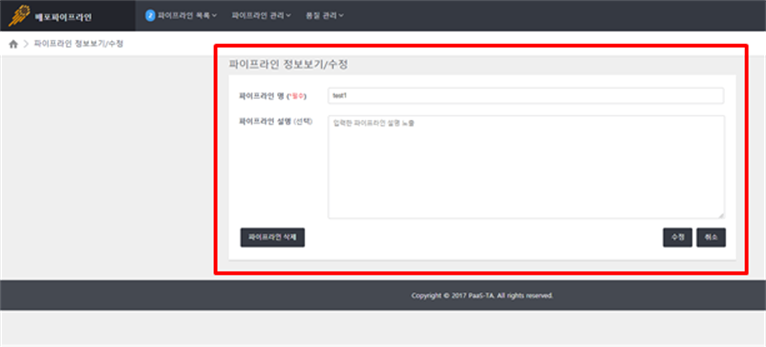 배포파이프라인
2 파이프라인 목록 파이프라인 관리 품질 관리
파이프라인 정보보기/수정
파이프라인 정보보기/수정
파이프라인 명 (*필수)
test1
파이프라인 설명 (선택)
입력한 파이프라인 설명 노출
파이프라인 삭제
수정
취소
Copyright © 2017 PaaS-TA. All rights reserved.